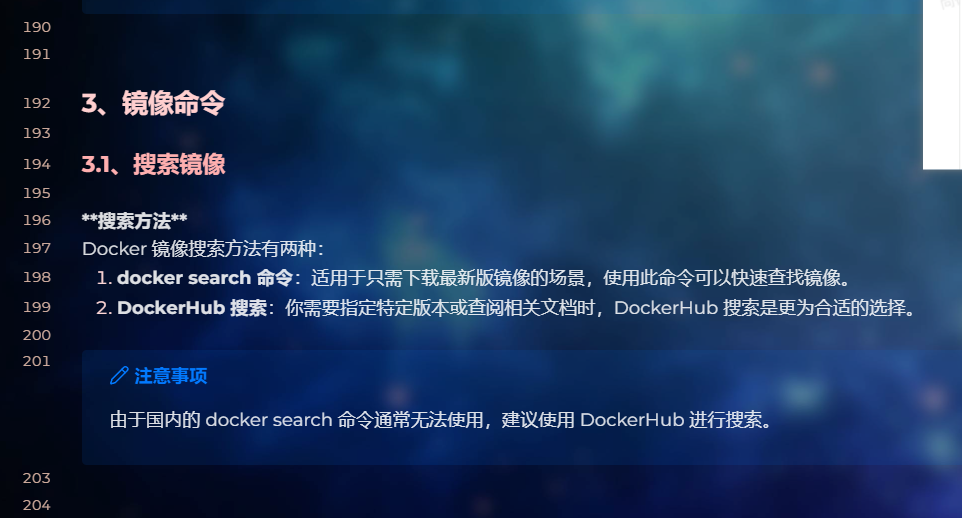 190
191
192 3、镜像命令
193
194 3.1、搜索镜像
195
196 **搜索方法**
197 Docker 镜像搜索方法有两种：
198 1. docker search 命令：适用于只需下载最新版镜像的场景，使用此命令可以快速查找镜像。
199 2. DockerHub 搜索：你需要指定特定版本或查阅相关文档时，DockerHub 搜索是更为合适的选择。
200
201 注意事项
由于国内的 docker search 命令通常无法使用，建议使用 DockerHub 进行搜索。
203
204